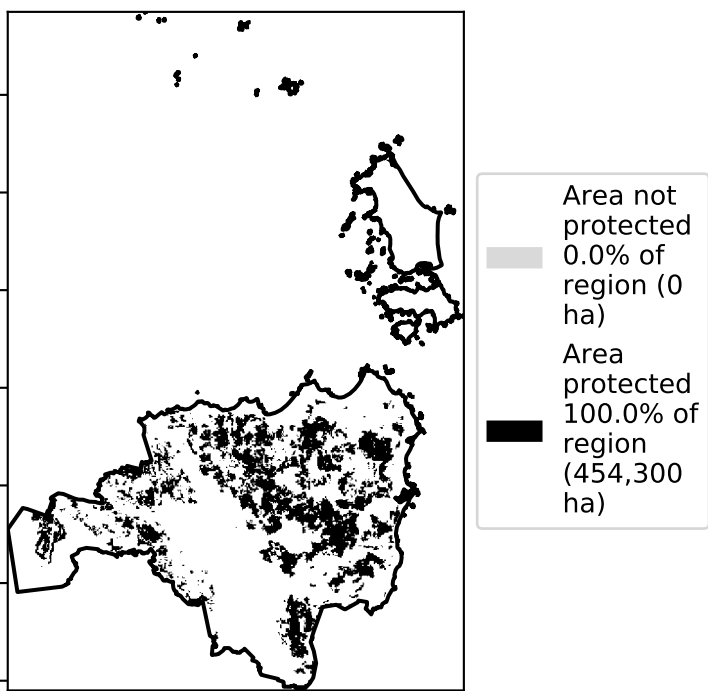 Area not
protected
0.0% of
region (0
ha)
Area
protected
100.0% of
region
(454,300
ha)